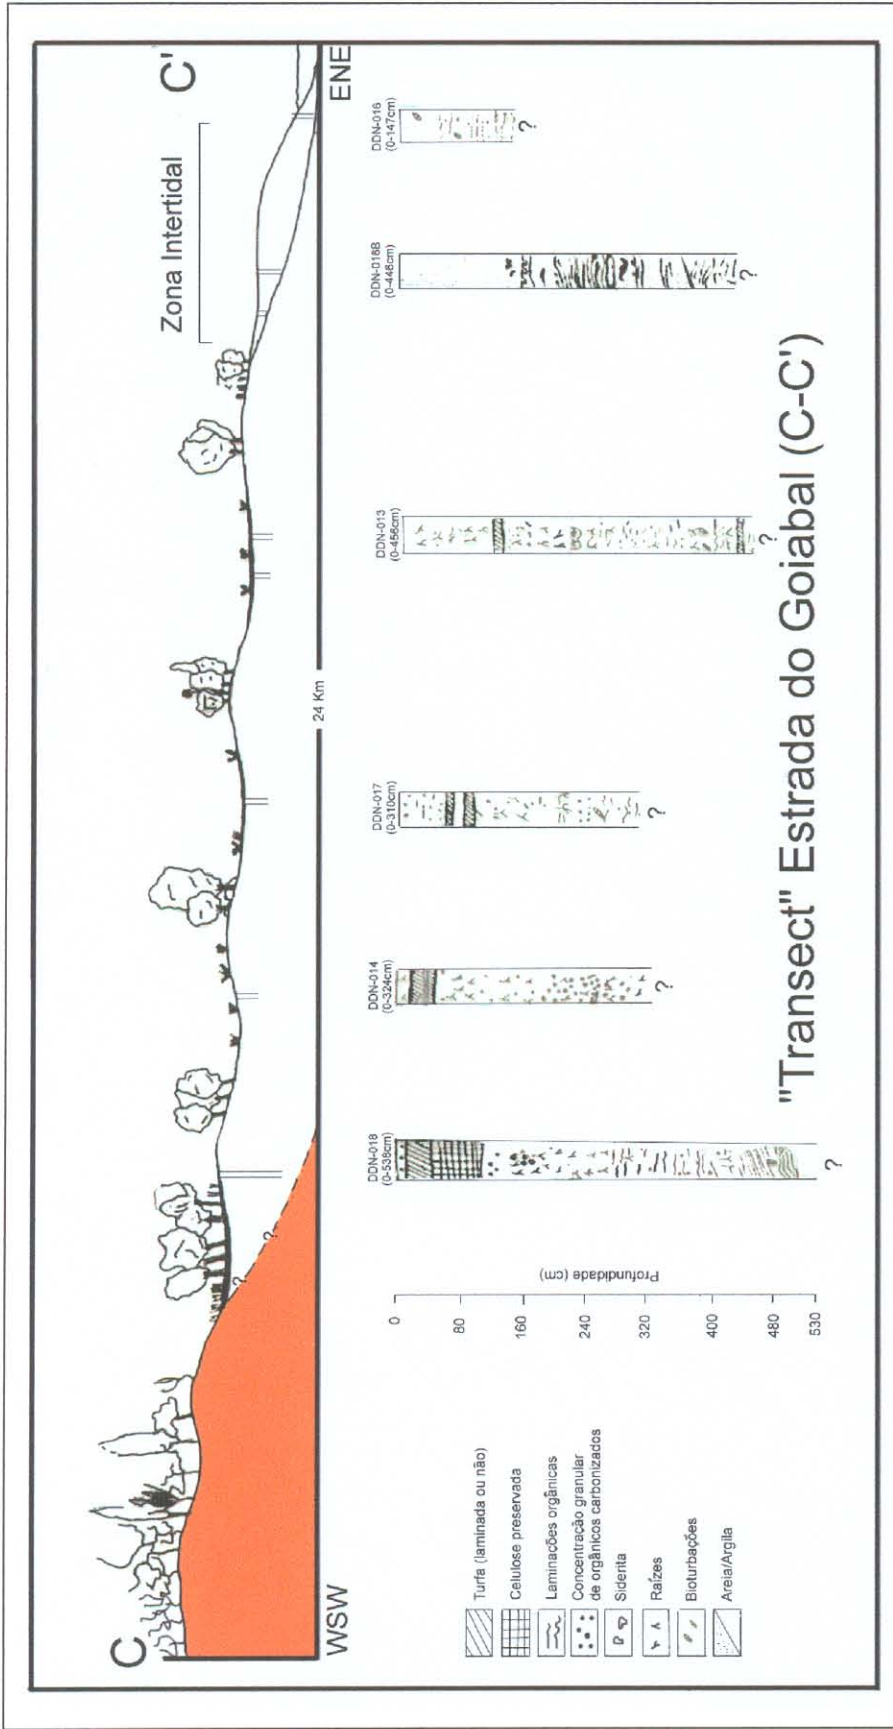 C
C'
Zona Intertidal
WSW
ENE
24 Km
?
?
DDN-018
(0-538cm)
DDN-014
(0-324cm)
DDN-017
(0-310cm)
DDN-013
(0-456cm)
DDN-016B
(0-446cm)
DDN-016
(0-147cm)
?
?
?
?
?
?
Profundidade (cm)
0
80
160
240
320
400
480
530
Turfa (laminada ou não)
Celulose preservada
Laminações orgânicas
Concentração granular
de orgânicos carbonizados
Siderita
Raízes
Bioturbações
Areia/Argila
"Transect" Estrada do Goiabal (C-C')